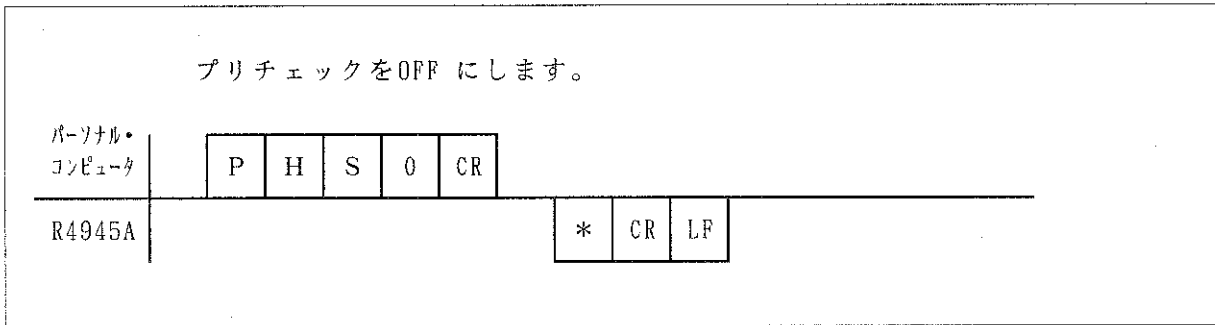 プリチェックをOFF にします。
パーソナル・
コンピュータ
P H S 0 CR
R4945A
* CR LF